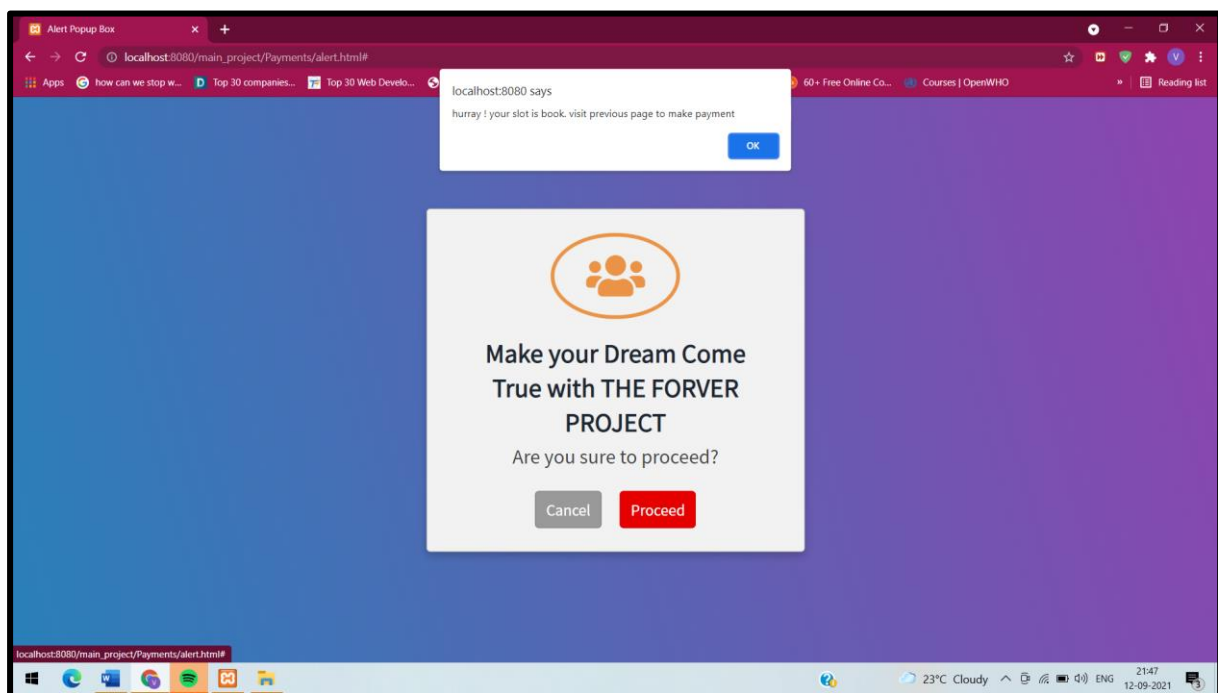 Alert Popup Box
localhost:8080/main_project/Payments/alert.html#
Apps
how can we stop w...
Top 30 companies...
Top 30 Web Develo...
60+ Free Online Co...
Courses | OpenWHO
»
Reading list
localhost:8080 says
hurray ! your slot is book. visit previous page to make payment
OK
Make your Dream Come
True with THE FORVER
PROJECT
Are you sure to proceed?
Cancel
Proceed
localhost:8080/main_project/Payments/alert.html#
23°C Cloudy
ENG
21:47
12-09-2021
3